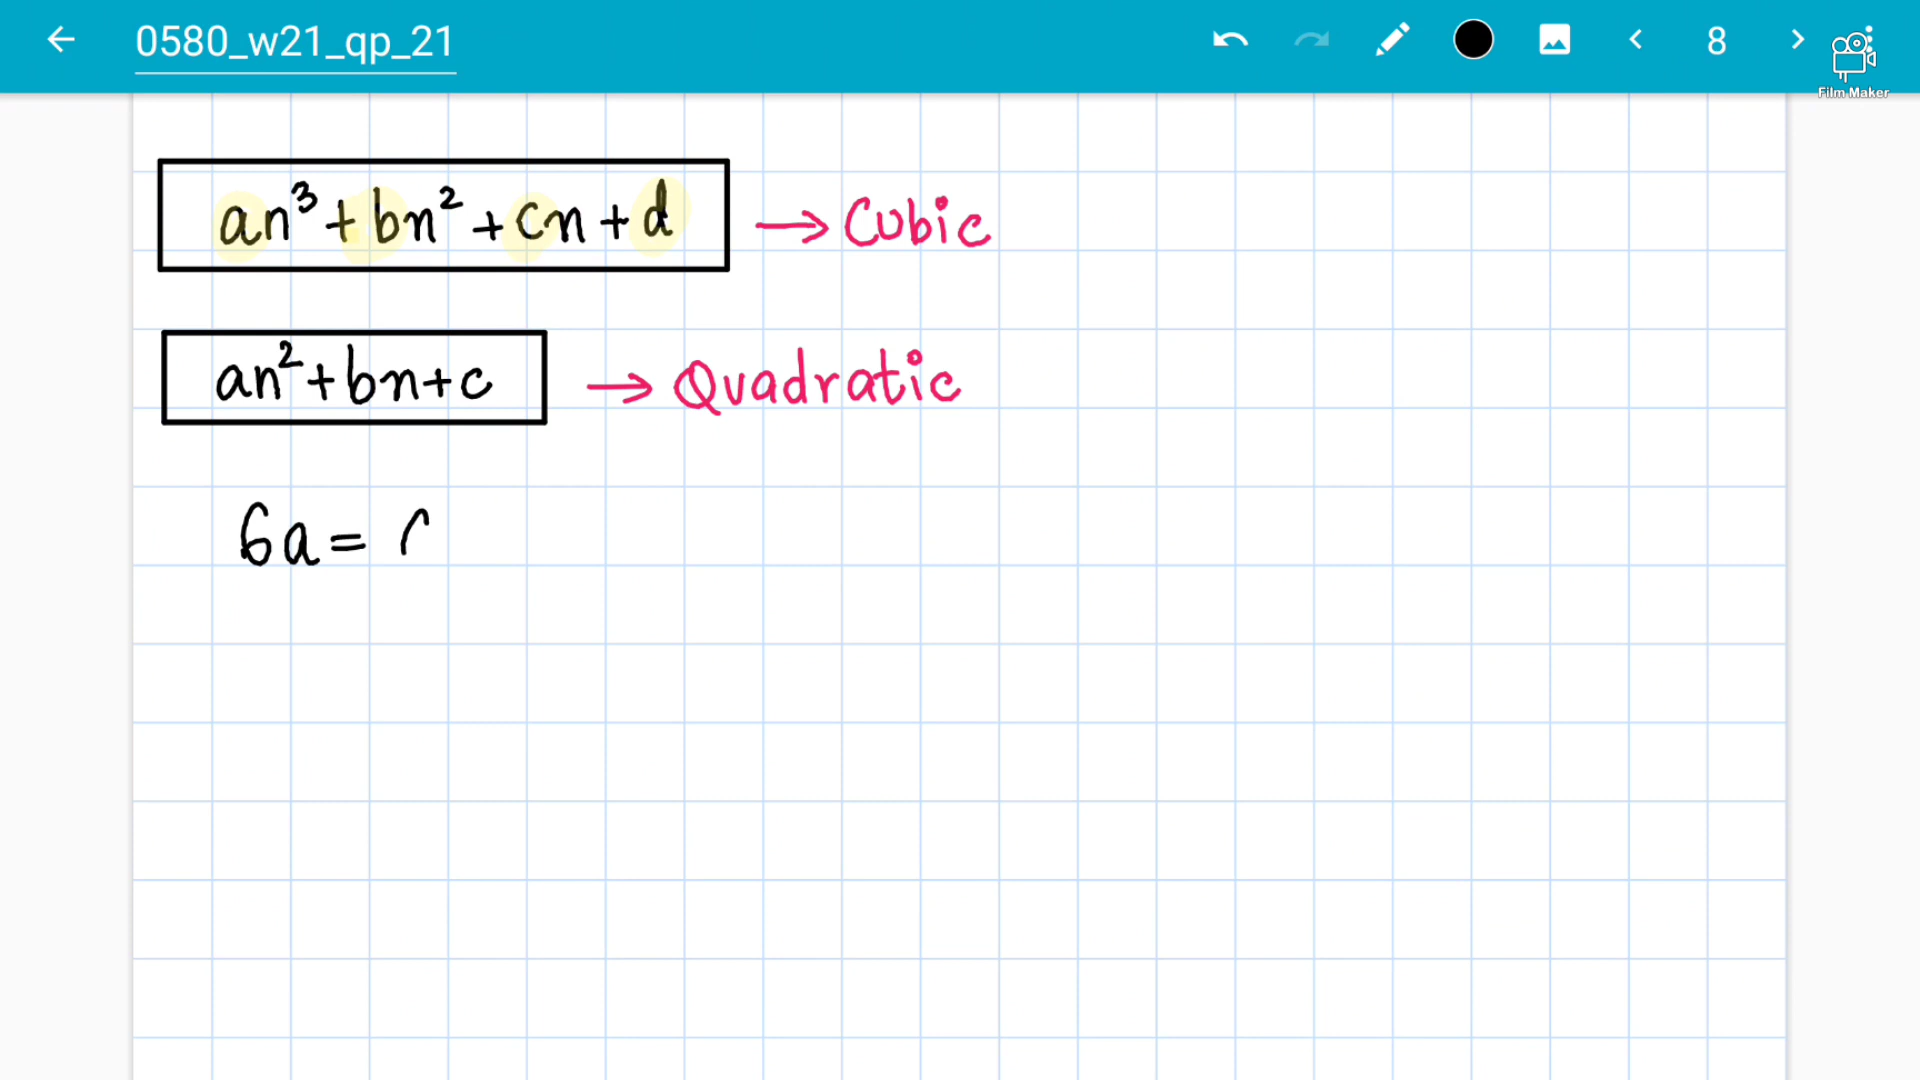 0580_w21_qp_21
8
Film Maker
an³ + bn² + cn + d → Cubic
an² + bn + c → Quadratic
6a =